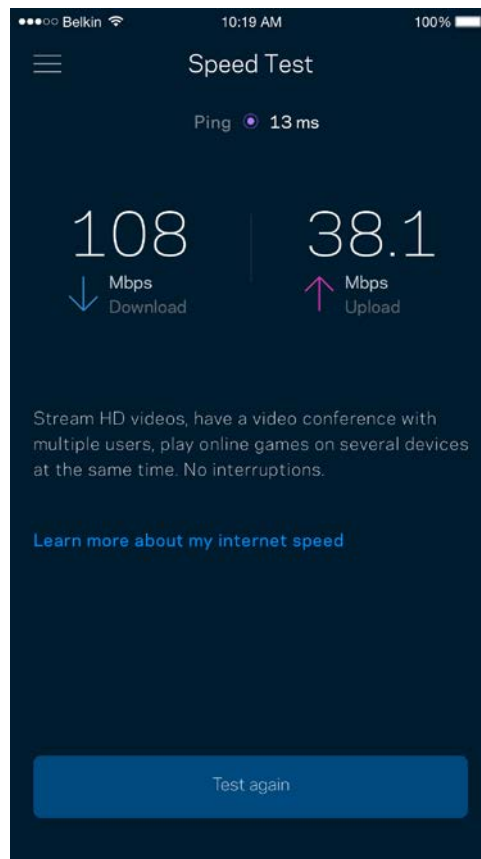 Belkin 10:19 AM 100%
Speed Test
Ping 13 ms
108 38.1
Mbps Mbps
Download Upload
Stream HD videos, have a video conference with
multiple users, play online games on several devices
at the same time. No interruptions.
Learn more about my internet speed
Test again